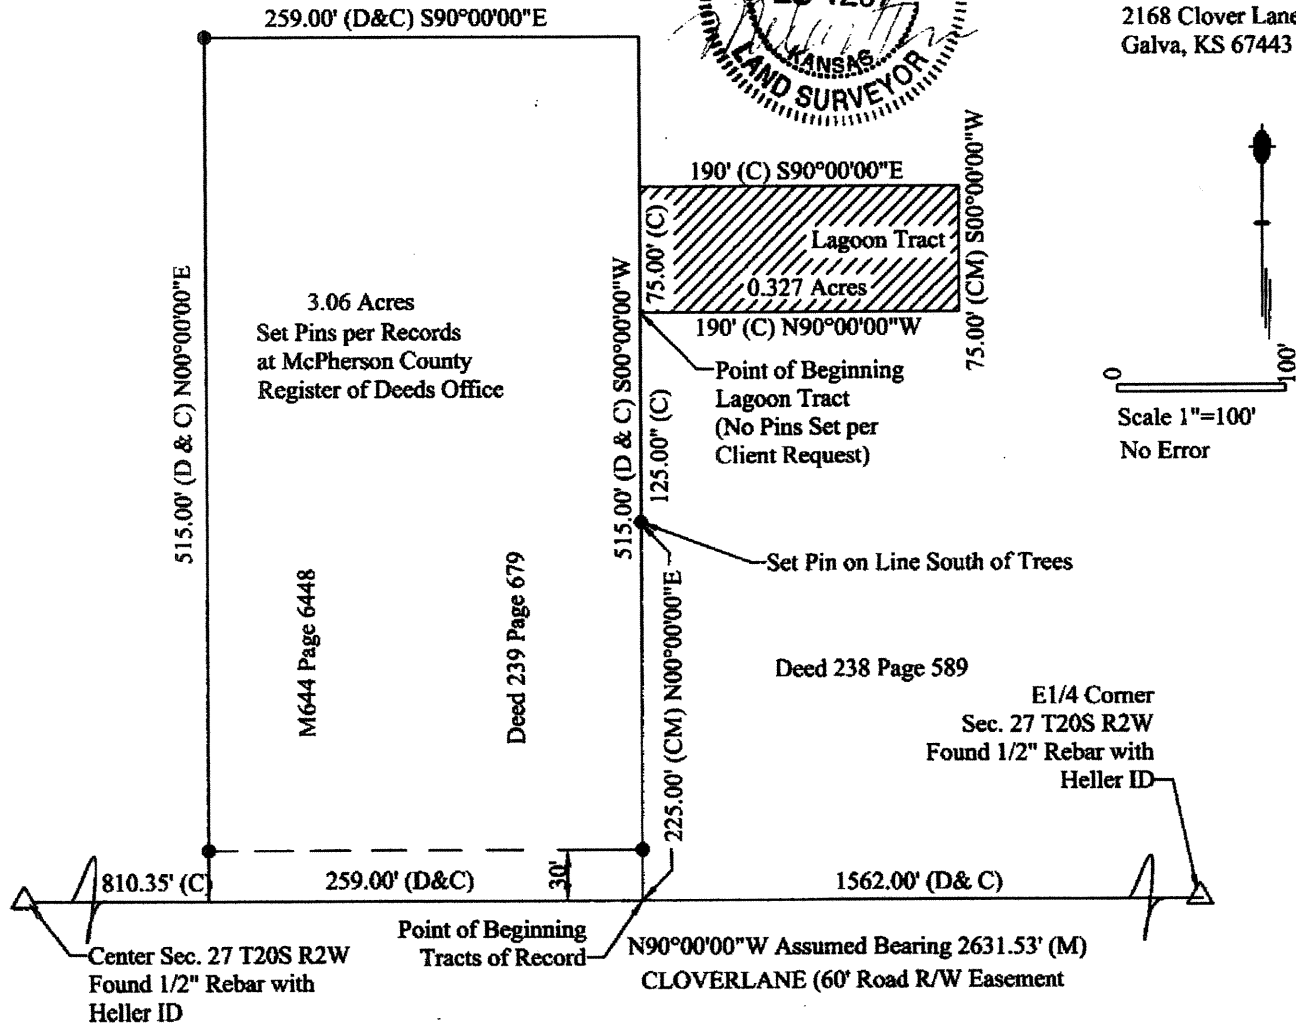 259.00' (D&C) S90°00'00"E
KANSAS
LAND SURVEYOR
2168 Clover Lane
Galva, KS 67443
190' (C) S90°00'00"E
75.00' (C)
Lagoon Tract
0.327 Acres
75.00' (CM) S00°00'00"W
190' (C) N90°00'00"W
515.00' (D & C) N00°00'00"E
3.06 Acres
Set Pins per Records
at McPherson County
Register of Deeds Office
515.00' (D & C) S00°00'00"W
Point of Beginning
Lagoon Tract
(No Pins Set per
Client Request)
125.00" (C)
0
100'
Scale 1"=100'
No Error
Set Pin on Line South of Trees
M644 Page 6448
Deed 239 Page 679
225.00' (CM) N00°00'00"E
Deed 238 Page 589
E1/4 Corner
Sec. 27 T20S R2W
Found 1/2" Rebar with
Heller ID
810.35' (C)
259.00' (D&C)
30'
1562.00' (D& C)
Center Sec. 27 T20S R2W
Found 1/2" Rebar with
Heller ID
Point of Beginning
Tracts of Record
N90°00'00"W Assumed Bearing 2631.53' (M)
CLOVERLANE (60' Road R/W Easement